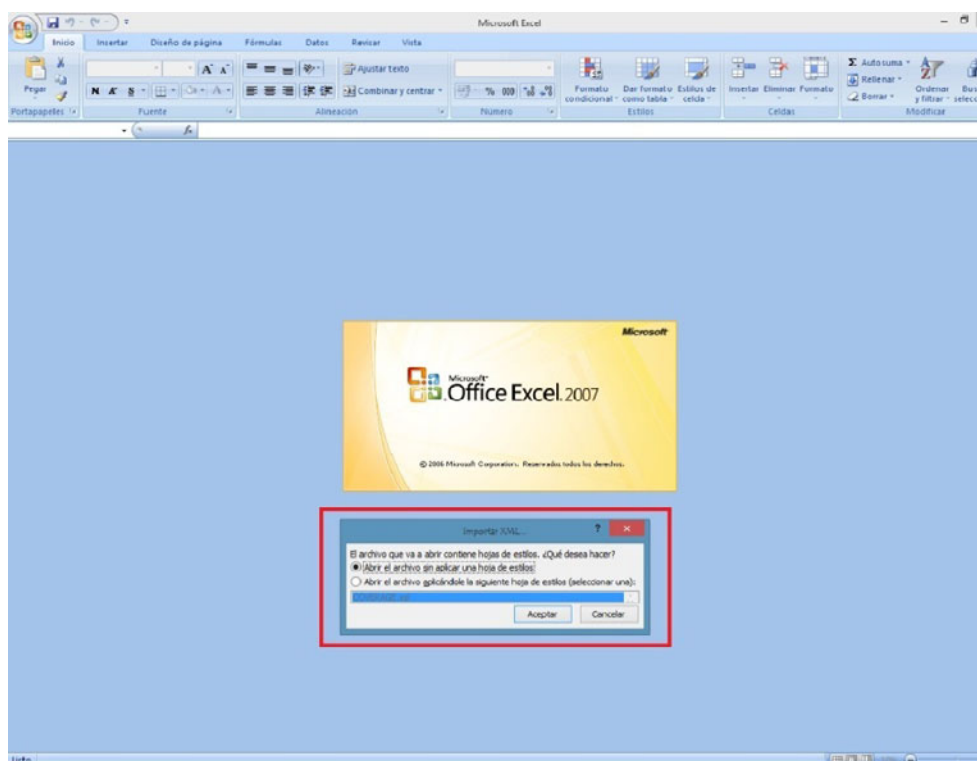 Microsoft Excel
Inicio Insertar Diseño de página Fórmulas Datos Revisar Vista
Pegar
N K S
A A
A
Ajustar texto
Combinar y centrar
% 000
Formato condicional
Dar formato como tabla
Estilos de celda
Insertar Eliminar Formato
Σ Autosuma
Rellenar
Borrar
Ordenar y filtrar
Portapapeles Fuente Alineación Número Estilos Celdas Modificar
fx
Microsoft
Microsoft
Office Excel 2007
© 2006 Microsoft Corporation. Reservados todos los derechos.
Importar XML...
El archivo que va a abrir contiene hojas de estilos. ¿Qué desea hacer?
Abrir el archivo sin aplicar una hoja de estilos
Abrir el archivo aplicándole la siguiente hoja de estilos (seleccionar una):
Aceptar Cancelar
Listo